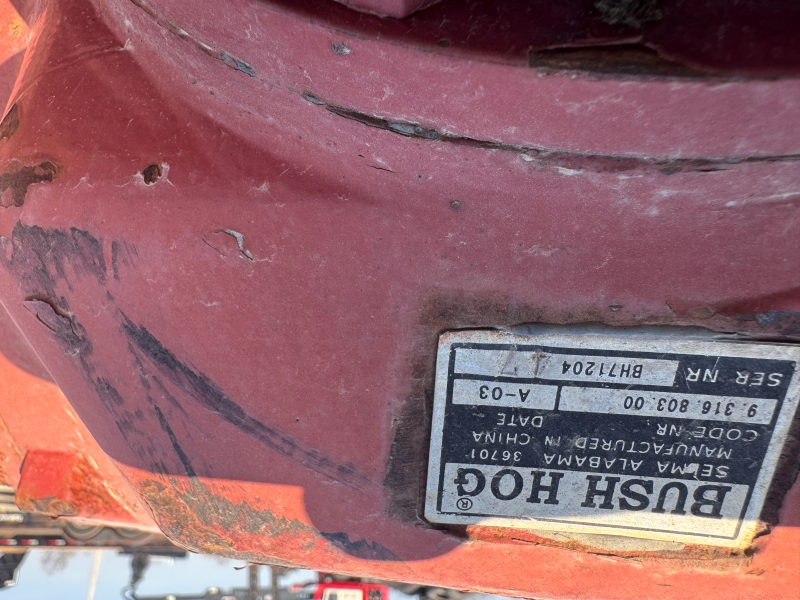 BUSH HOG®
SELMA ALABAMA 36701
MANUFACTURED IN CHINA
CODE NR. DATE
9.316 803.00 A-03
SER NR BH71204